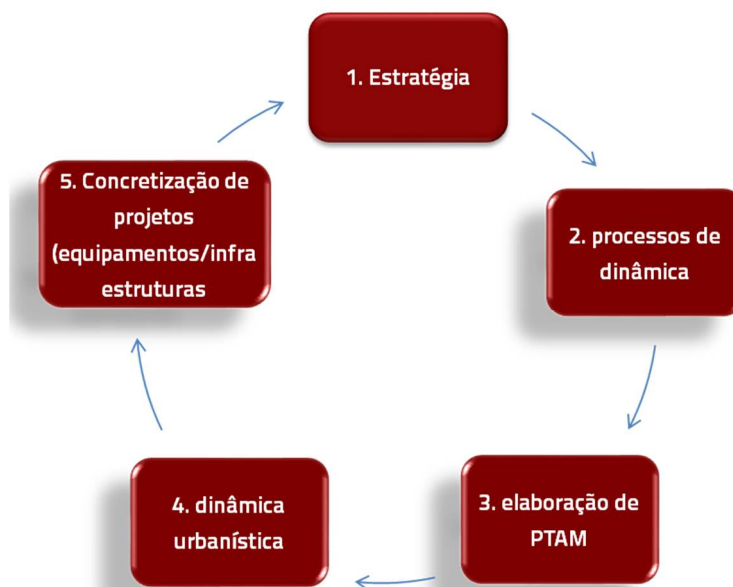 1. Estratégia
2. processos de
dinâmica
3. elaboração de
PTAM
4. dinâmica
urbanística
5. Concretização de
projetos
(equipamentos/infra
estruturas